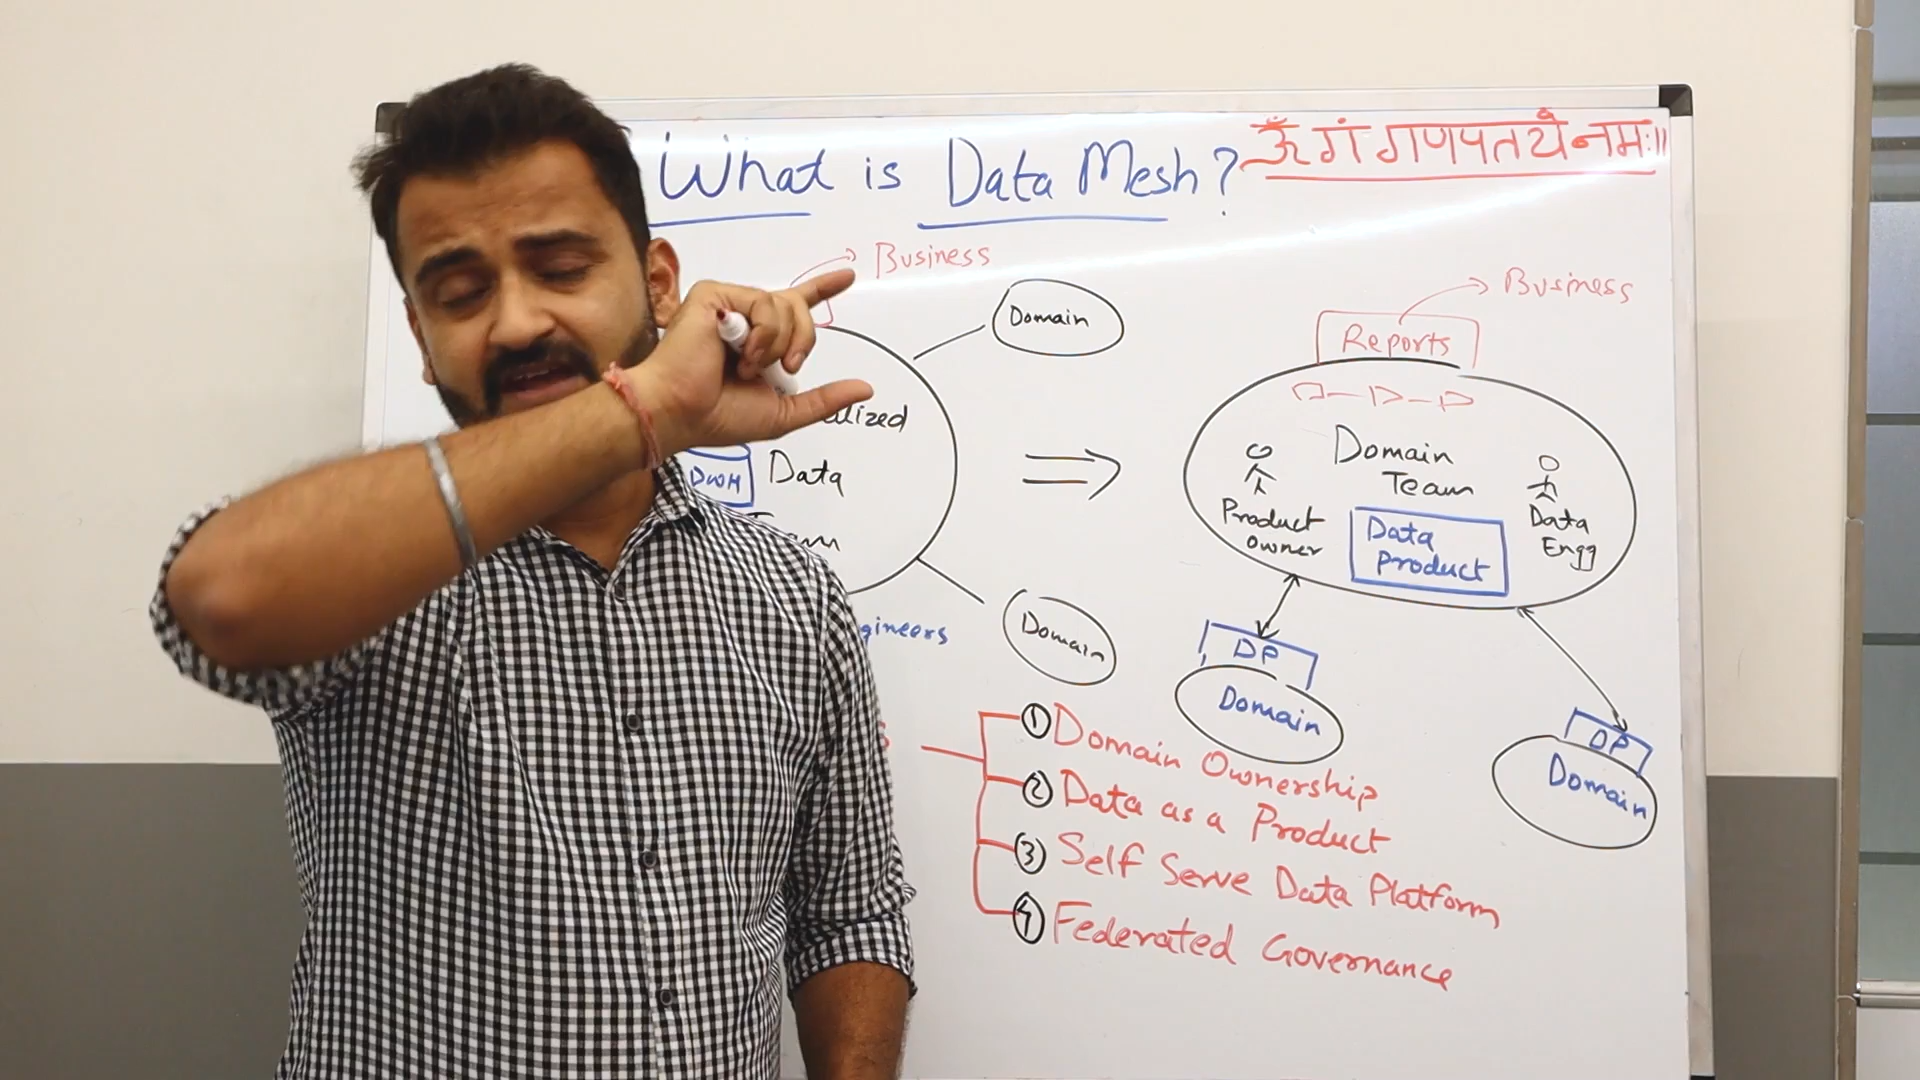 What is Data Mesh?
ॐ गं गणपतये नमः॥
Business
Domain
alized
DWH Data
am
gineers
Domain
Business
Reports
Domain
Team
Product
Owner
Data
Product
Data
Engg
DP
Domain
DP
Domain
① Domain Ownership
② Data as a Product
③ Self Serve Data Platform
④ Federated Governance